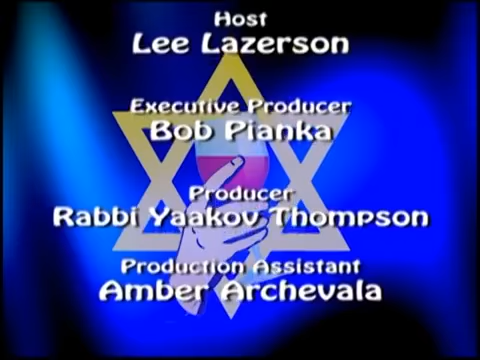 Host
Lee Lazerson
Executive Producer
Bob Pianka
Producer
Rabbi Yaakov Thompson
Production Assistant
Amber Archevala